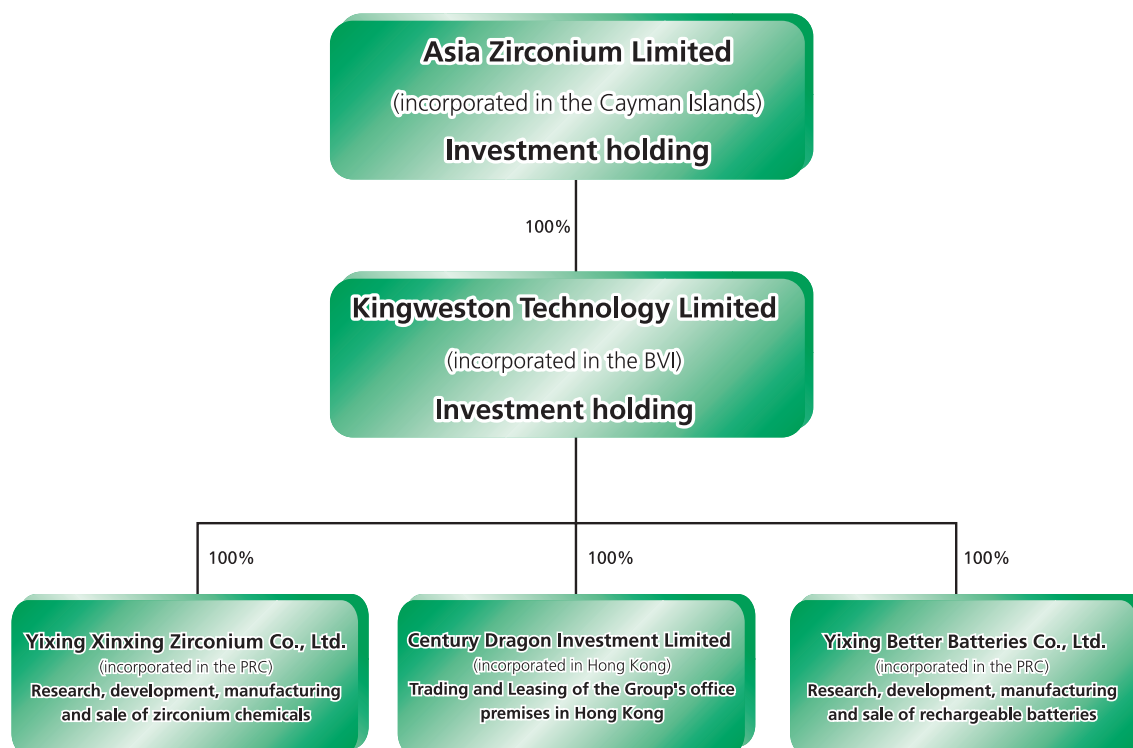 Asia Zirconium Limited
(incorporated in the Cayman Islands)
Investment holding
100%
Kingweston Technology Limited
(incorporated in the BVI)
Investment holding
100%
100%
100%
Yixing Xinxing Zirconium Co., Ltd.
(incorporated in the PRC)
Research, development, manufacturing
and sale of zirconium chemicals
Century Dragon Investment Limited
(incorporated in Hong Kong)
Trading and Leasing of the Group's office
premises in Hong Kong
Yixing Better Batteries Co., Ltd.
(incorporated in the PRC)
Research, development, manufacturing
and sale of rechargeable batteries